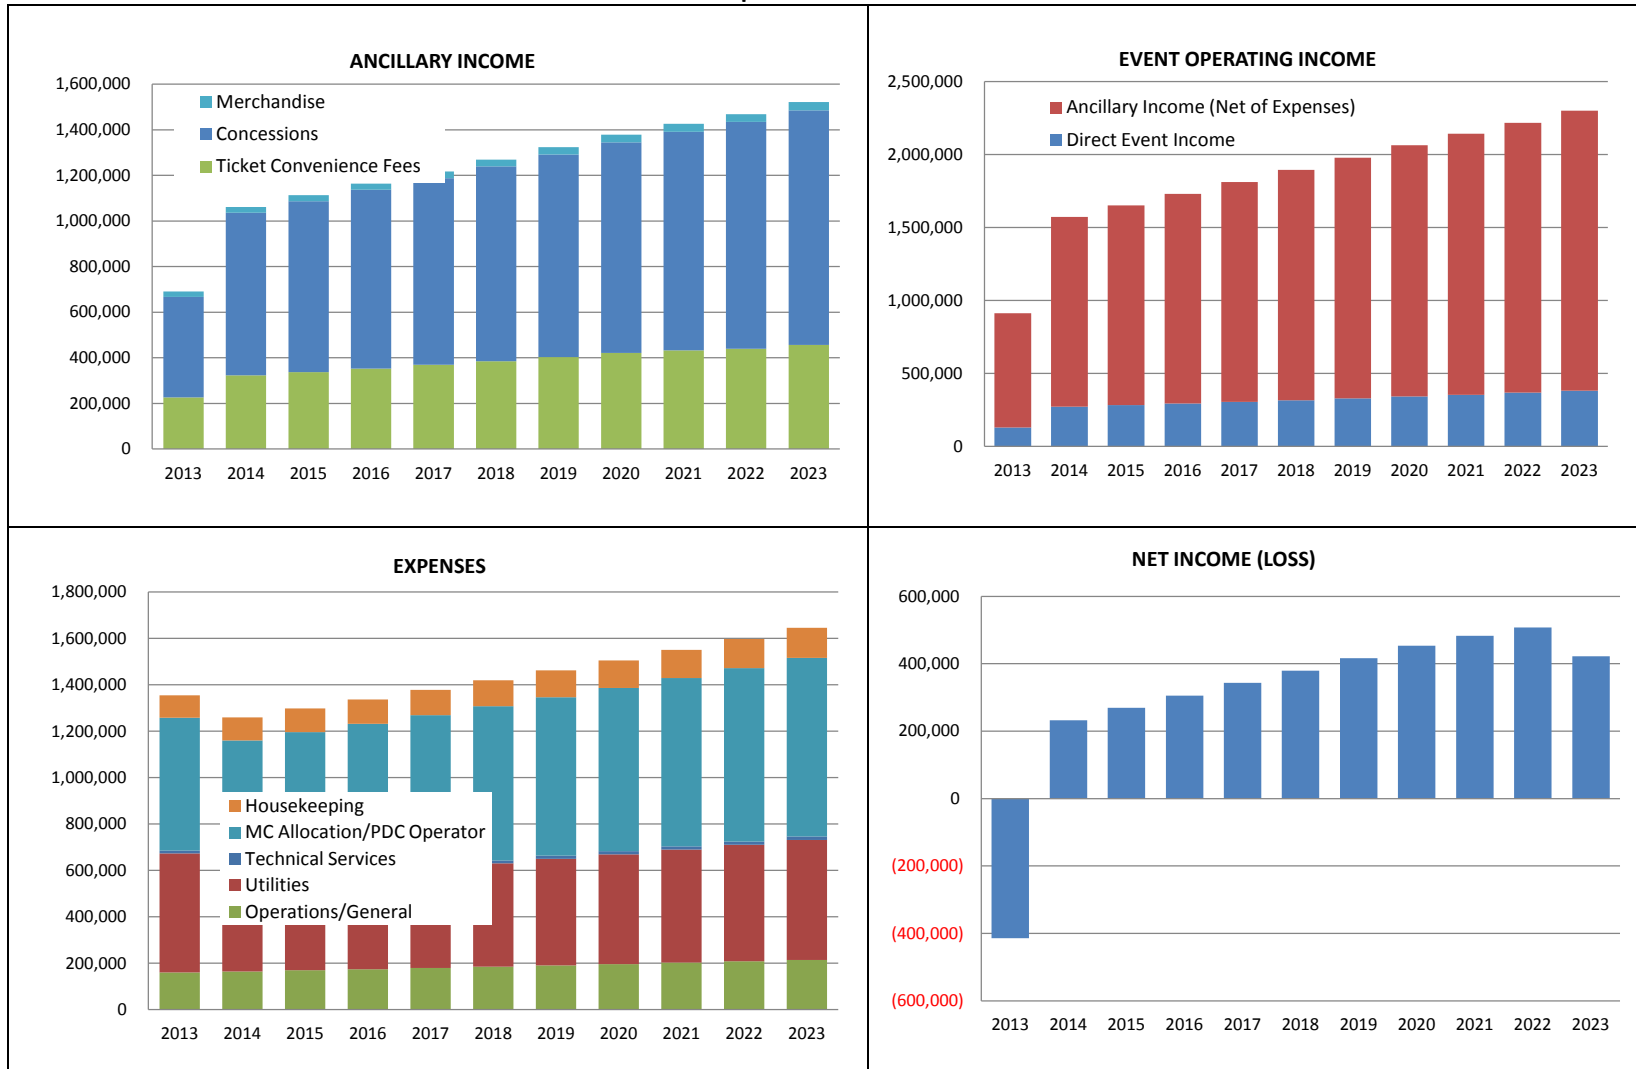 ANCILLARY INCOME
1,600,000
1,400,000
1,200,000
1,000,000
800,000
600,000
400,000
200,000
0
Merchandise
Concessions
Ticket Convenience Fees
2013 2014 2015 2016 2017 2018 2019 2020 2021 2022 2023
EVENT OPERATING INCOME
2,500,000
2,000,000
1,500,000
1,000,000
500,000
0
Ancillary Income (Net of Expenses)
Direct Event Income
2013 2014 2015 2016 2017 2018 2019 2020 2021 2022 2023
EXPENSES
1,800,000
1,600,000
1,400,000
1,200,000
1,000,000
800,000
600,000
400,000
200,000
0
Housekeeping
MC Allocation/PDC Operator
Technical Services
Utilities
Operations/General
2013 2014 2015 2016 2017 2018 2019 2020 2021 2022 2023
NET INCOME (LOSS)
600,000
400,000
200,000
0
(200,000)
(400,000)
(600,000)
2013 2014 2015 2016 2017 2018 2019 2020 2021 2022 2023